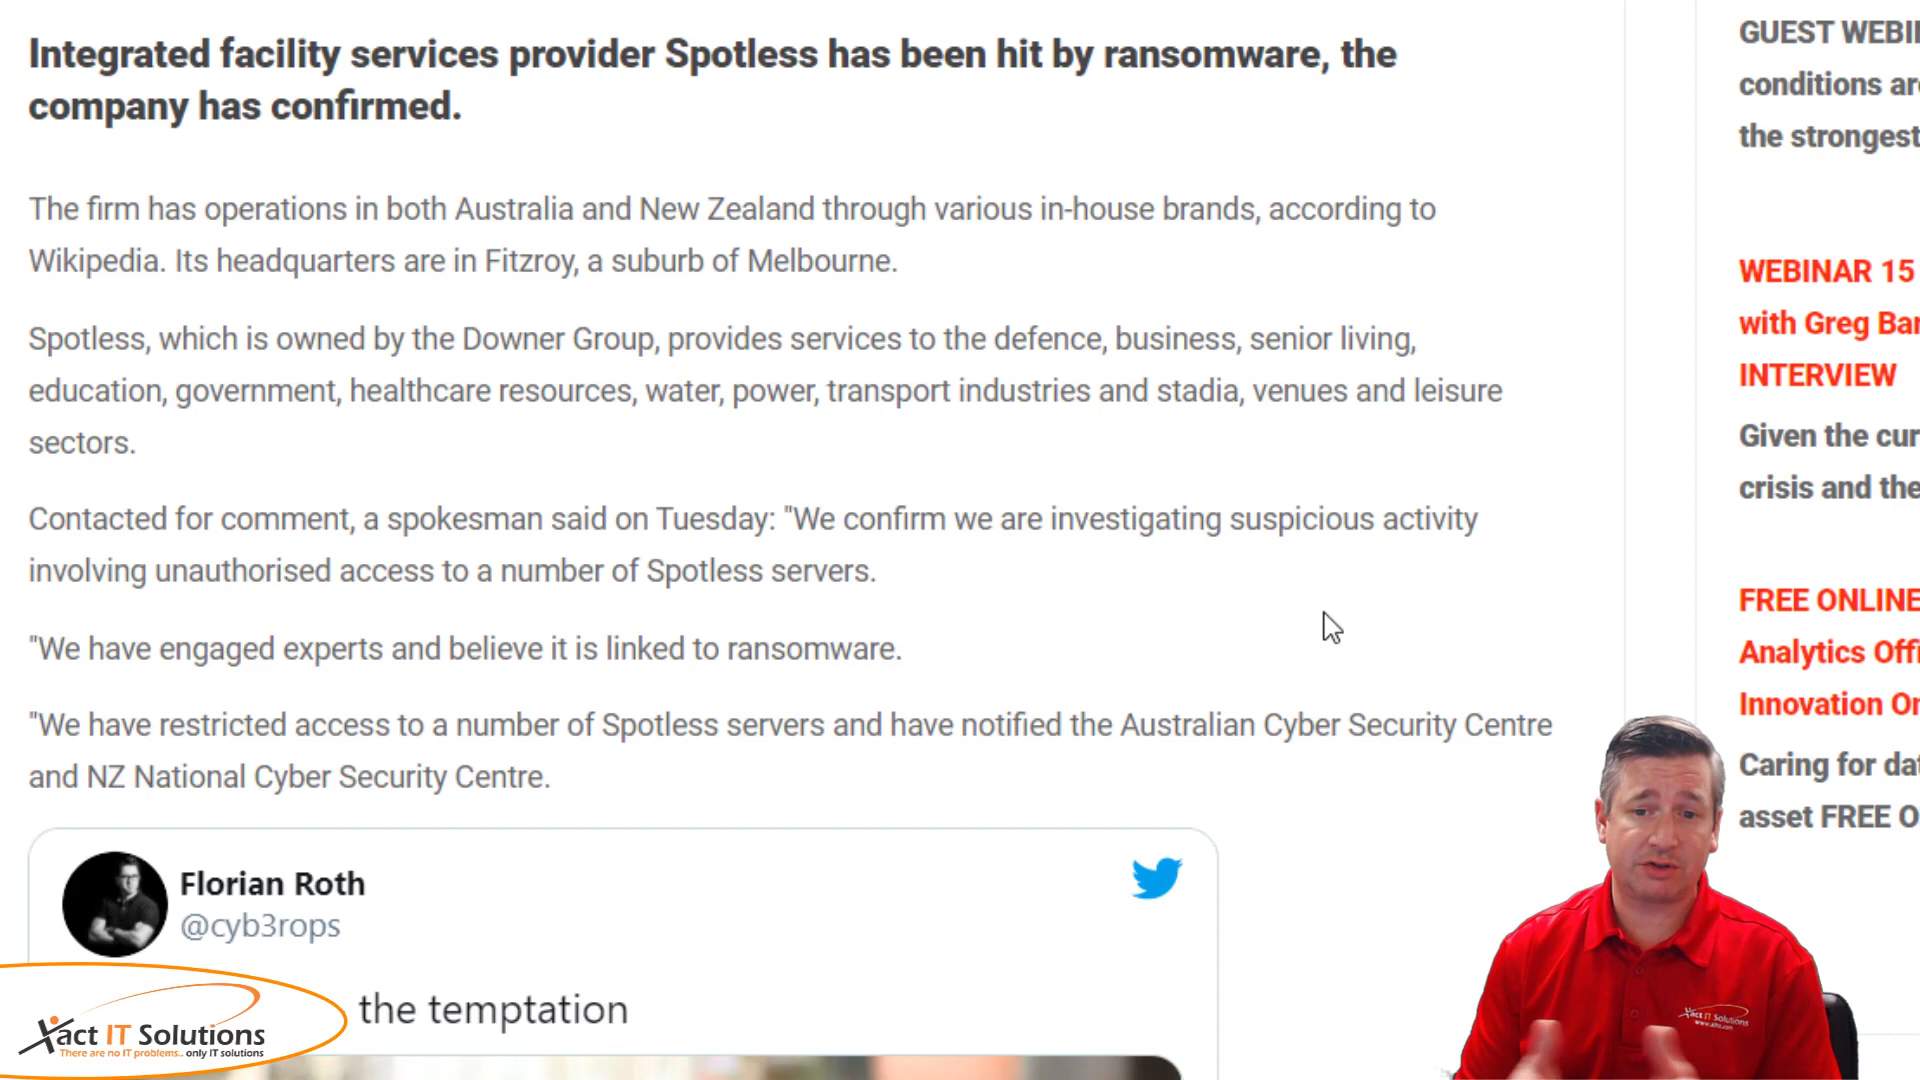 Integrated facility services provider Spotless has been hit by ransomware, the
company has confirmed.
The firm has operations in both Australia and New Zealand through various in-house brands, according to
Wikipedia. Its headquarters are in Fitzroy, a suburb of Melbourne.
Spotless, which is owned by the Downer Group, provides services to the defence, business, senior living,
education, government, healthcare resources, water, power, transport industries and stadia, venues and leisure
sectors.
Contacted for comment, a spokesman said on Tuesday: "We confirm we are investigating suspicious activity
involving unauthorised access to a number of Spotless servers.
"We have engaged experts and believe it is linked to ransomware.
"We have restricted access to a number of Spotless servers and have notified the Australian Cyber Security Centre
and NZ National Cyber Security Centre.
Florian Roth
@cyb3rops
the temptation
Xact IT Solutions
There are no IT problems.. only IT solutions
GUEST WEBI
conditions ar
the strongest
WEBINAR 15
with Greg Bar
INTERVIEW
Given the cur
crisis and the
FREE ONLINE
Analytics Offi
Innovation Or
Caring for dat
asset FREE O
Xact IT Solutions